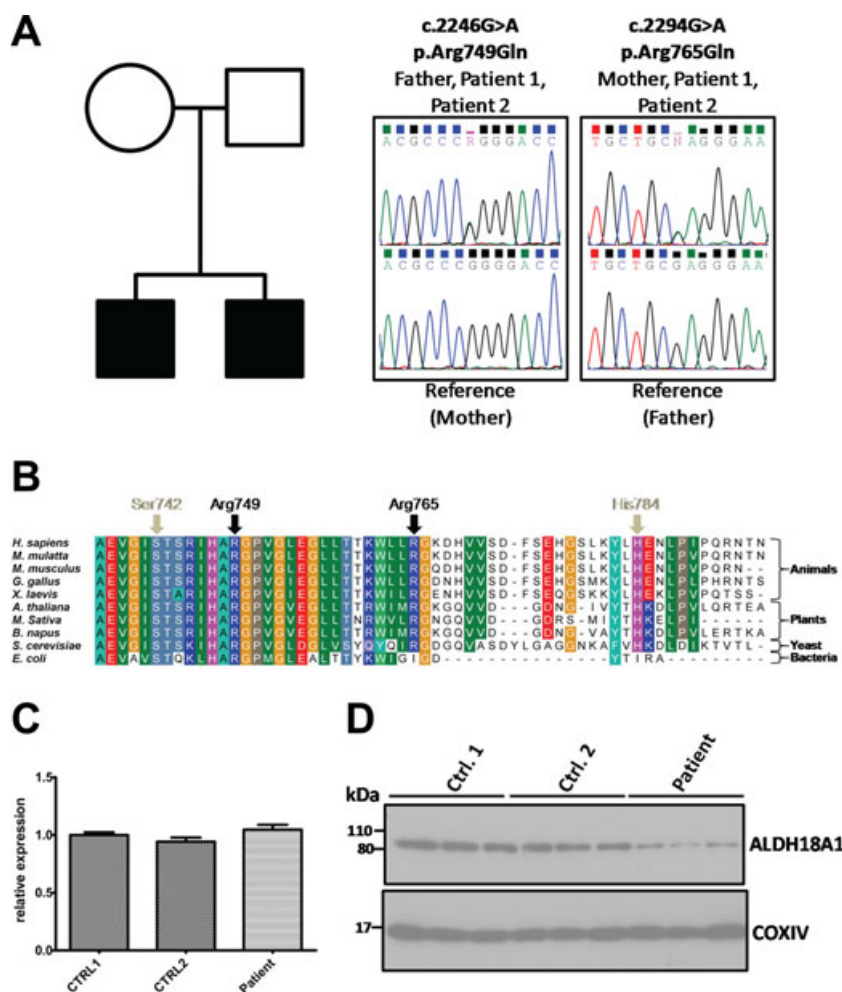 A
c.2246G>A
p.Arg749Gln
Father, Patient 1,
Patient 2
c.2294G>A
p.Arg765Gln
Mother, Patient 1,
Patient 2
ACGCCCRGGGACC
TGCTGCNAGGGAA
ACGCCCGGGGACC
TGCTGCGAGGGAA
Reference
(Mother)
Reference
(Father)
B
Ser742
Arg749
Arg765
His784
H. sapiens AEVGISTSRIHARGPVGLEGLLTTKWLLRGKDHVVSD-F-SEHGSLKYLHENLPIPQRNTN
M. mulatta
M. musculus
G. gallus
X. laevis
A. thaliana
M. Sativa
B. napus
S. cerevisiae
E. coli
Animals
Plants
Yeast
Bacteria
C
relative expression
1.5
1.0
0.5
0.0
CTRL1
CTRL2
Patient
D
Ctrl. 1
Ctrl. 2
Patient
kDa
110
80
ALDH18A1
17
COXIV